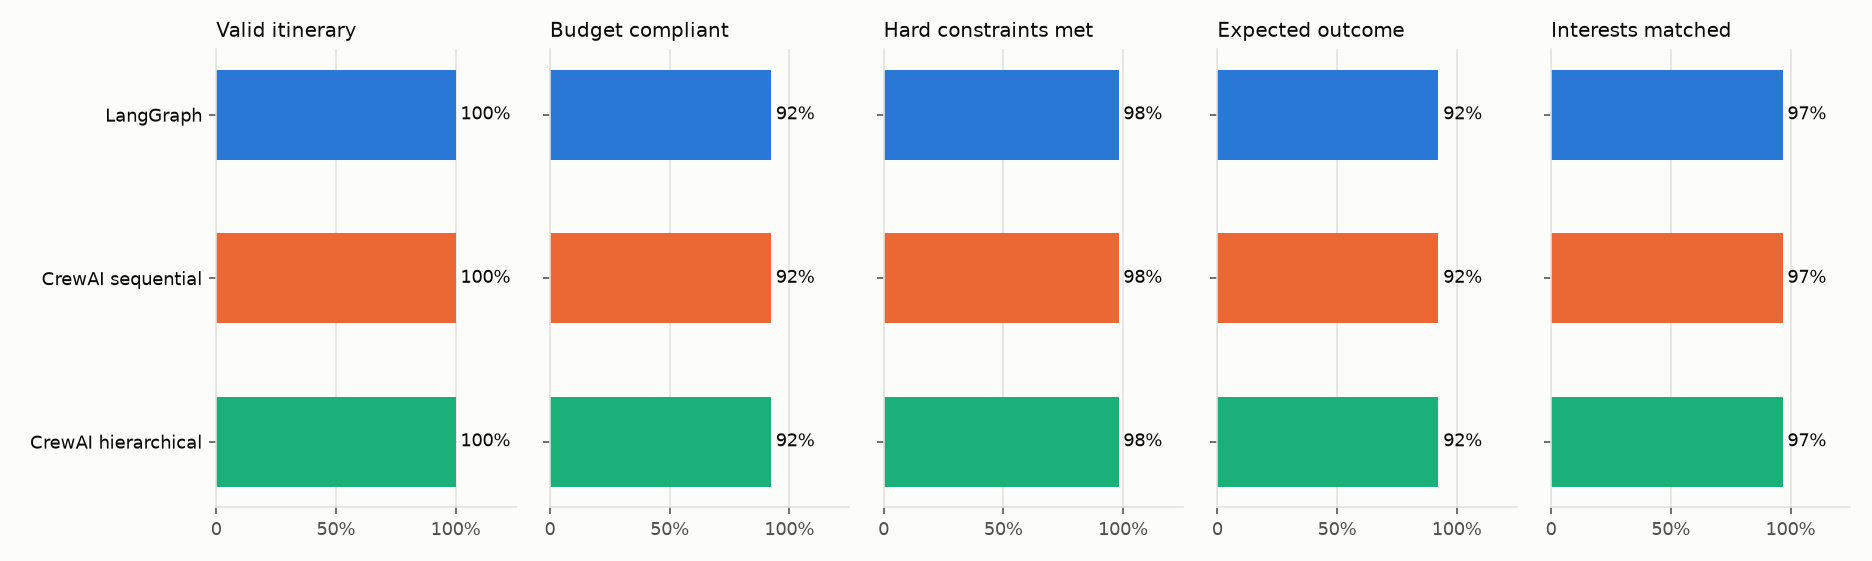 Valid itinerary Budget compliant Hard constraints met Expected outcome Interests matched
LangGraph 100% 92% 98% 92% 97%
CrewAI sequential 100% 92% 98% 92% 97%
CrewAI hierarchical 100% 92% 98% 92% 97%
0 50% 100% 0 50% 100% 0 50% 100% 0 50% 100% 0 50% 100%